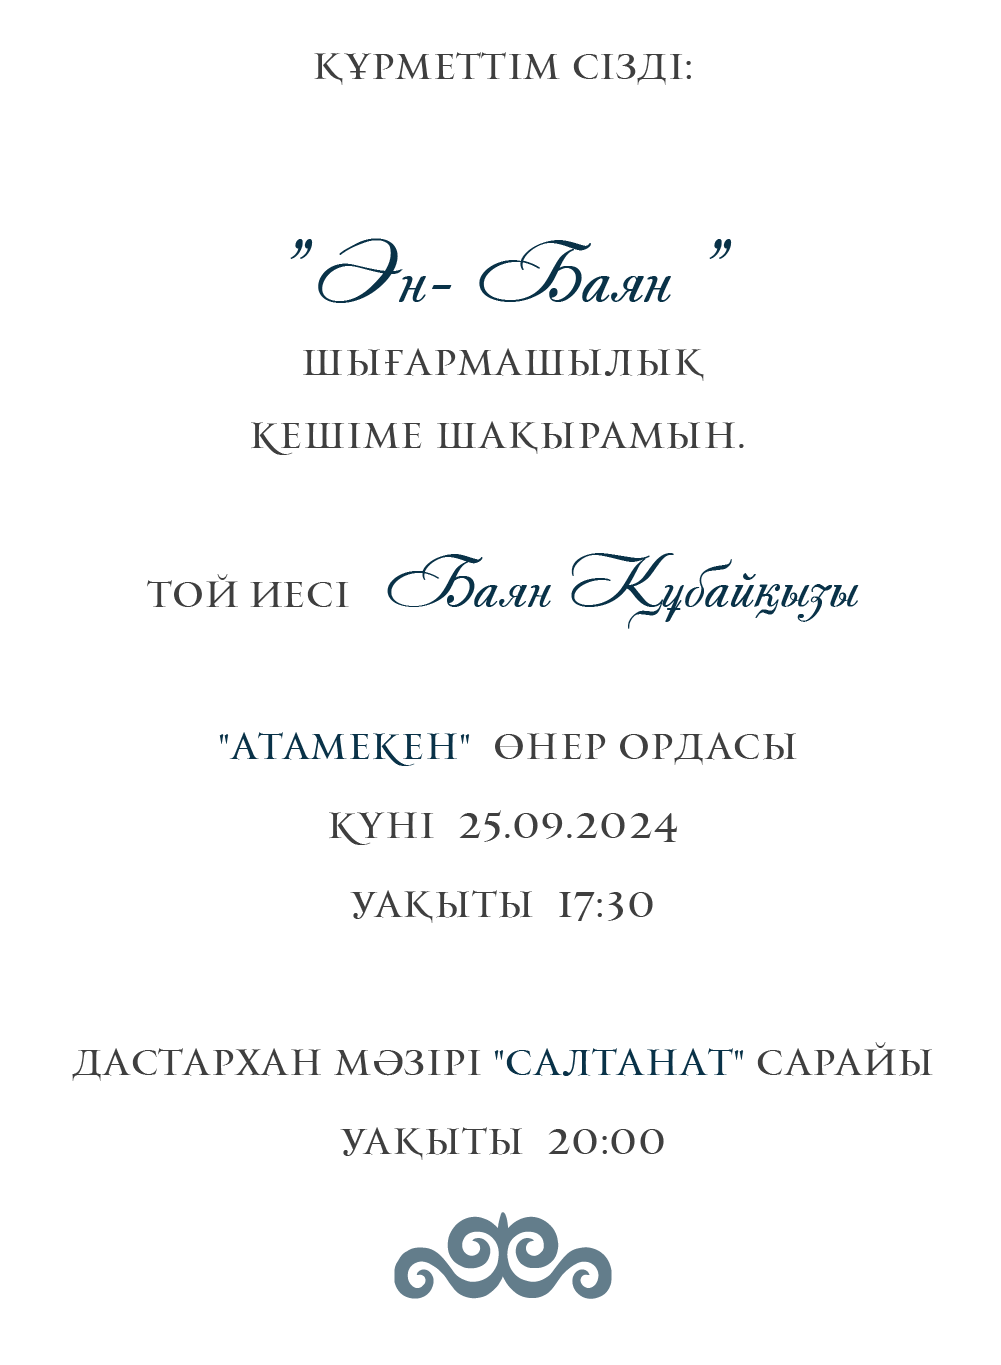 ҚҰРМЕТТІМ СІЗДІ:
"Ән- Баян "
ШЫҒАРМАШЫЛЫҚ
КЕШІМЕ ШАҚЫРАМЫН.
ТОЙ ИЕСІ Баян Құбайқызы
"АТАМЕКЕН" ӨНЕР ОРДАСЫ
КҮНІ 25.09.2024
УАҚЫТЫ 17:30
ДАСТАРХАН МӘЗІРІ "САЛТАНАТ" САРАЙЫ
УАҚЫТЫ 20:00